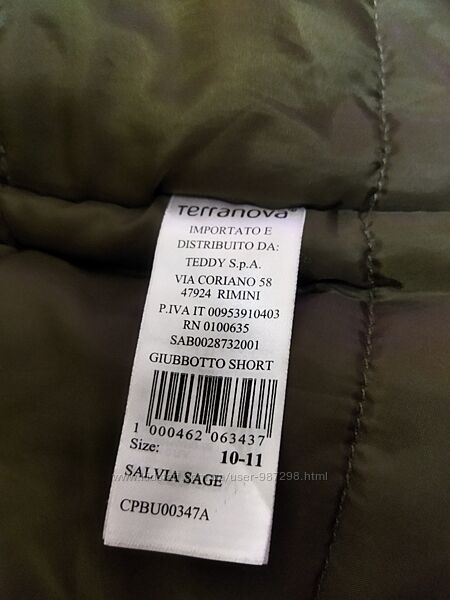 Terranova®
IMPORTATO E
DISTRIBUITO DA:
TEDDY S.p.A.
VIA CORIANO 58
47924 RIMINI
P.IVA IT 00953910403
RN 0100635
SAB0028732001
GIUBBOTTO SHORT
1 000462 063437
Size: 10-11
SALVIA SAGE
CPBU00347A